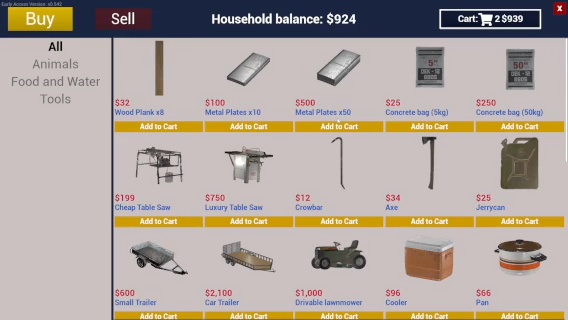 Early Access Version: v0.042
Buy
Sell
Household balance: $924
Cart: 2 $939
X
All
Animals
Food and Water
Tools
$32
Wood Plank x8
Add to Cart
$100
Metal Plates x10
Add to Cart
$500
Metal Plates x50
Add to Cart
$25
Concrete bag (5kg)
Add to Cart
$250
Concrete bag (50kg)
Add to Cart
$199
Cheap Table Saw
Add to Cart
$750
Luxury Table Saw
Add to Cart
$12
Crowbar
Add to Cart
$34
Axe
Add to Cart
$25
Jerrycan
Add to Cart
$600
Small Trailer
Add to Cart
$2,100
Car Trailer
Add to Cart
$1,000
Drivable lawnmower
Add to Cart
$96
Cooler
Add to Cart
$66
Pan
Add to Cart